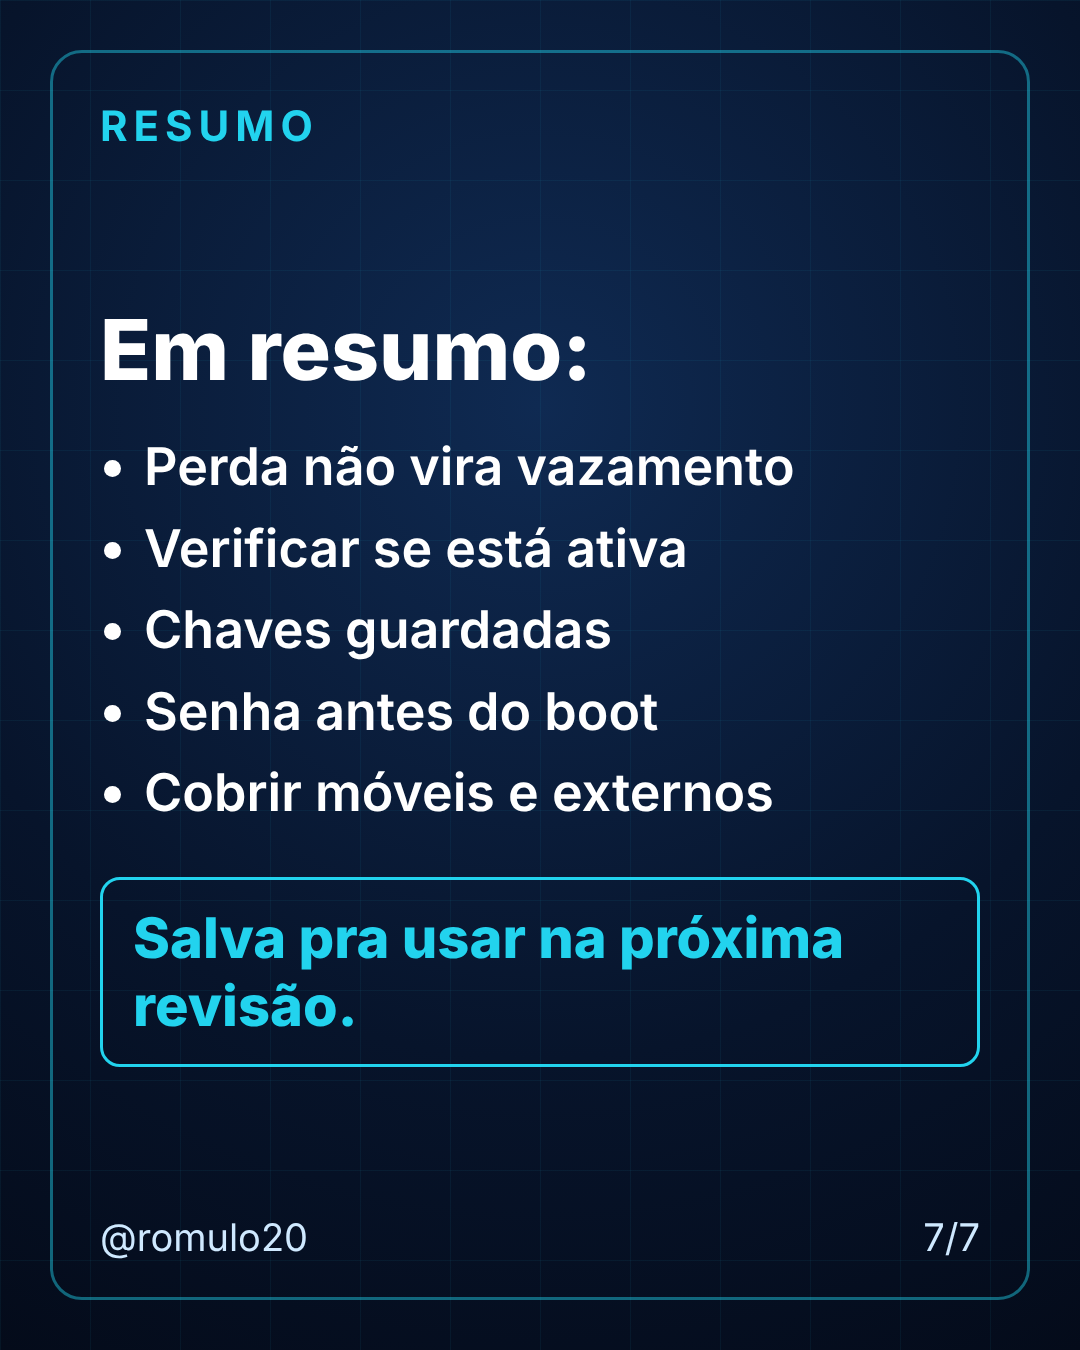 RESUMO
Em resumo:
• Perda não vira vazamento
• Verificar se está ativa
• Chaves guardadas
• Senha antes do boot
• Cobrir móveis e externos
Salva pra usar na próxima
revisão.
@romulo20
7/7